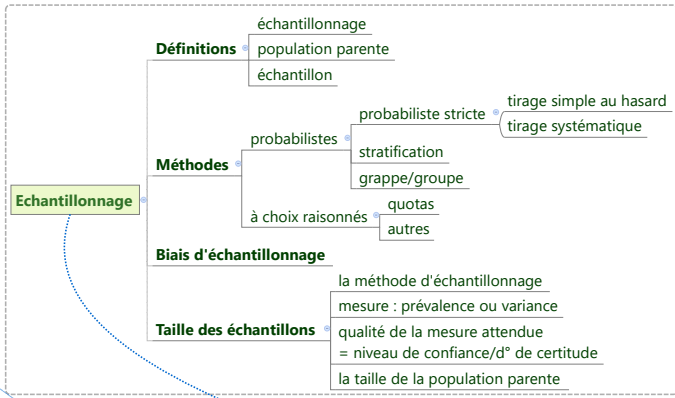 Echantillonnage
Définitions
échantillonnage
population parente
échantillon
Méthodes
probabilistes
probabiliste stricte
tirage simple au hasard
tirage systématique
stratification
grappe/groupe
à choix raisonnés
quotas
autres
Biais d'échantillonnage
Taille des échantillons
la méthode d'échantillonnage
mesure : prévalence ou variance
qualité de la mesure attendue
= niveau de confiance/d° de certitude
la taille de la population parente